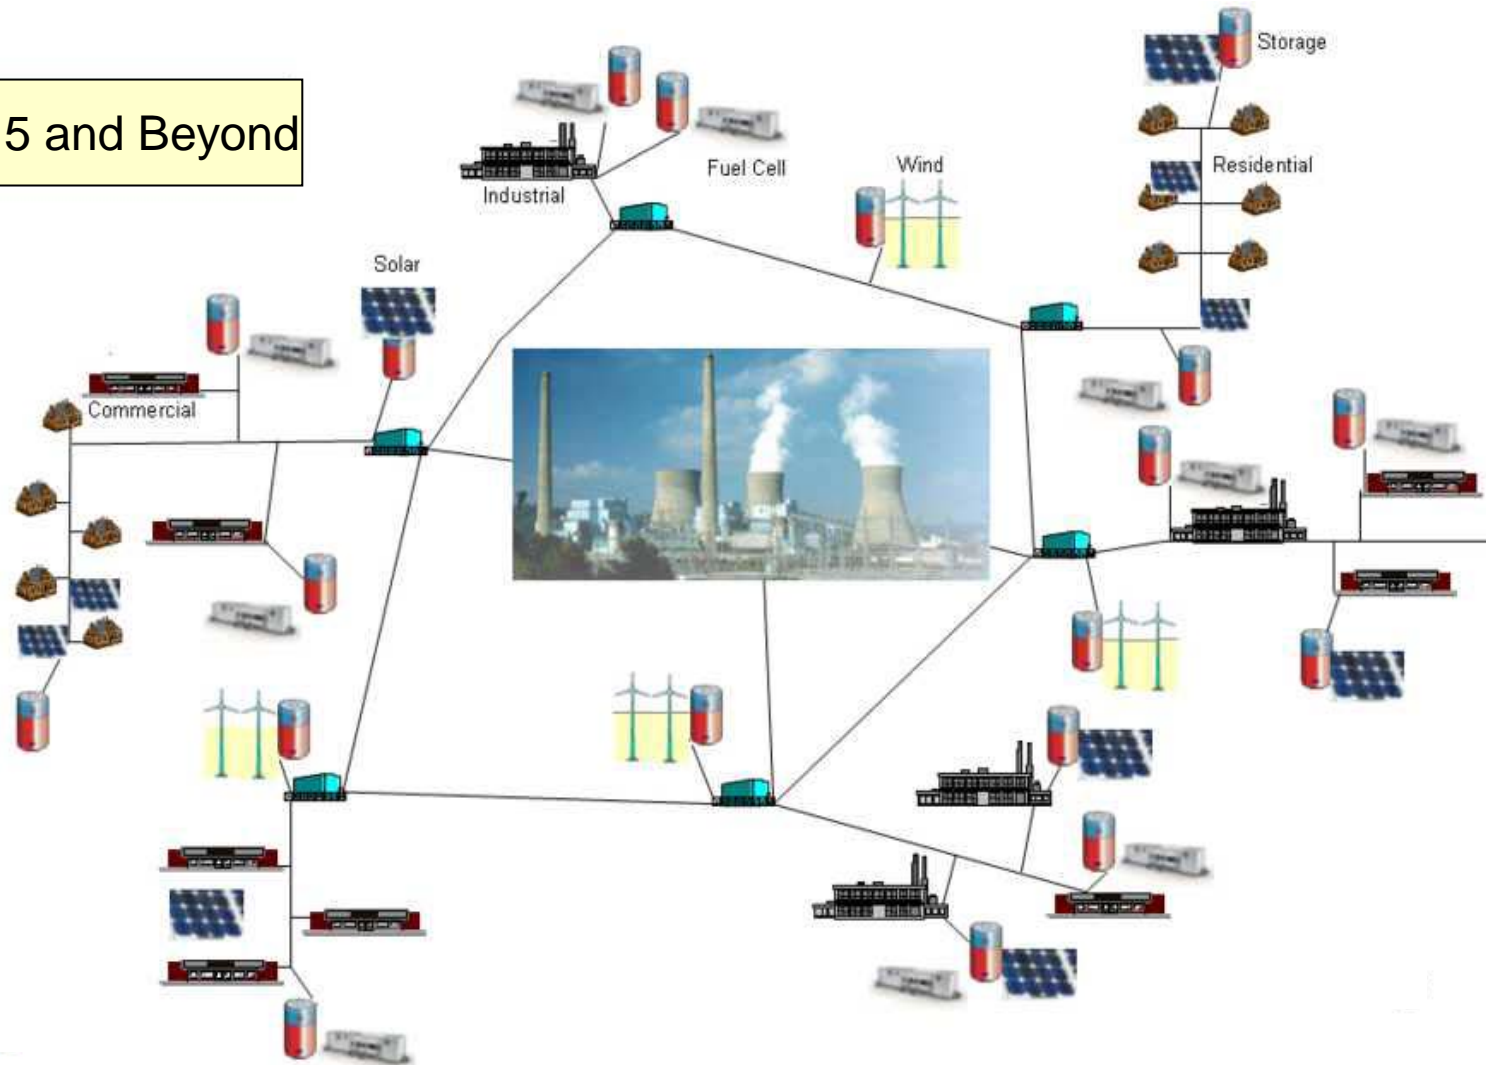 5 and Beyond
Storage
Fuel Cell
Wind
Residential
Industrial
Solar
Commercial